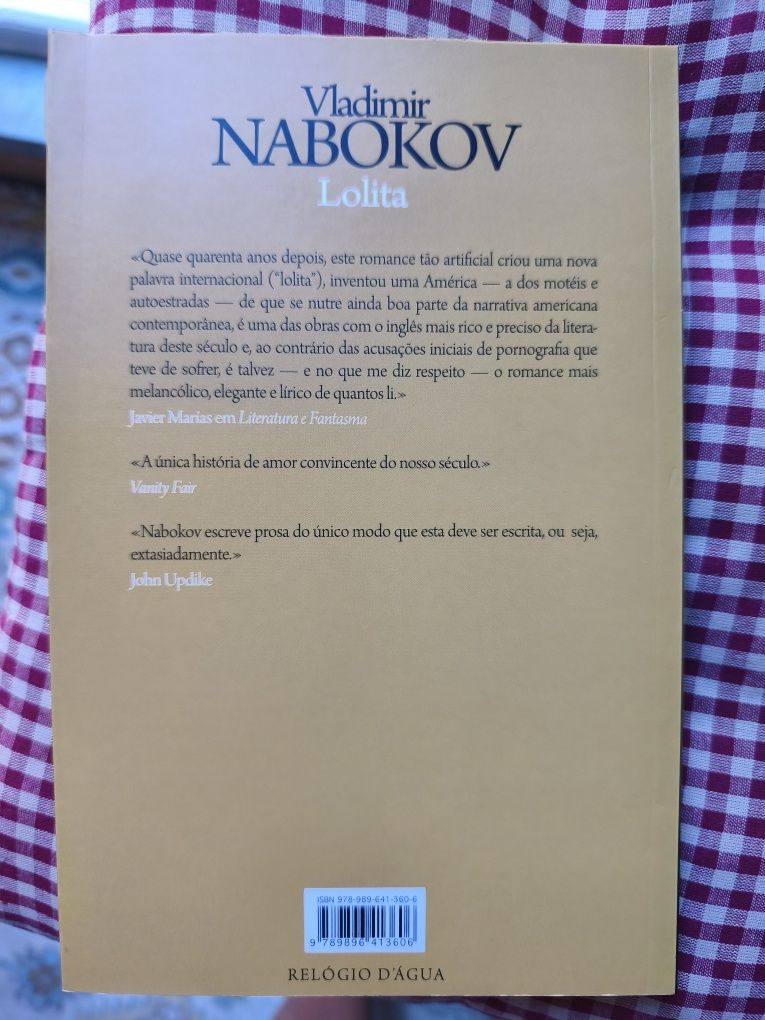 Vladimir
NABOKOV
Lolita
«Quase quarenta anos depois, este romance tão artificial criou uma nova
palavra internacional (“lolita”), inventou uma América — a dos motéis e
autoestradas — de que se nutre ainda boa parte da narrativa americana
contemporânea, é uma das obras com o inglês mais rico e preciso da litera-
tura deste século e, ao contrário das acusações iniciais de pornografia que
teve de sofrer, é talvez — e no que me diz respeito — o romance mais
melancólico, elegante e lírico de quantos li.»
Javier Marías em Literatura e Fantasma
«A única história de amor convincente do nosso século.»
Vanity Fair
«Nabokov escreve prosa do único modo que esta deve ser escrita, ou seja,
extasiadamente.»
John Updike
ISBN 978-989-641-360-6
9 789896 413606
RELÓGIO D'ÁGUA